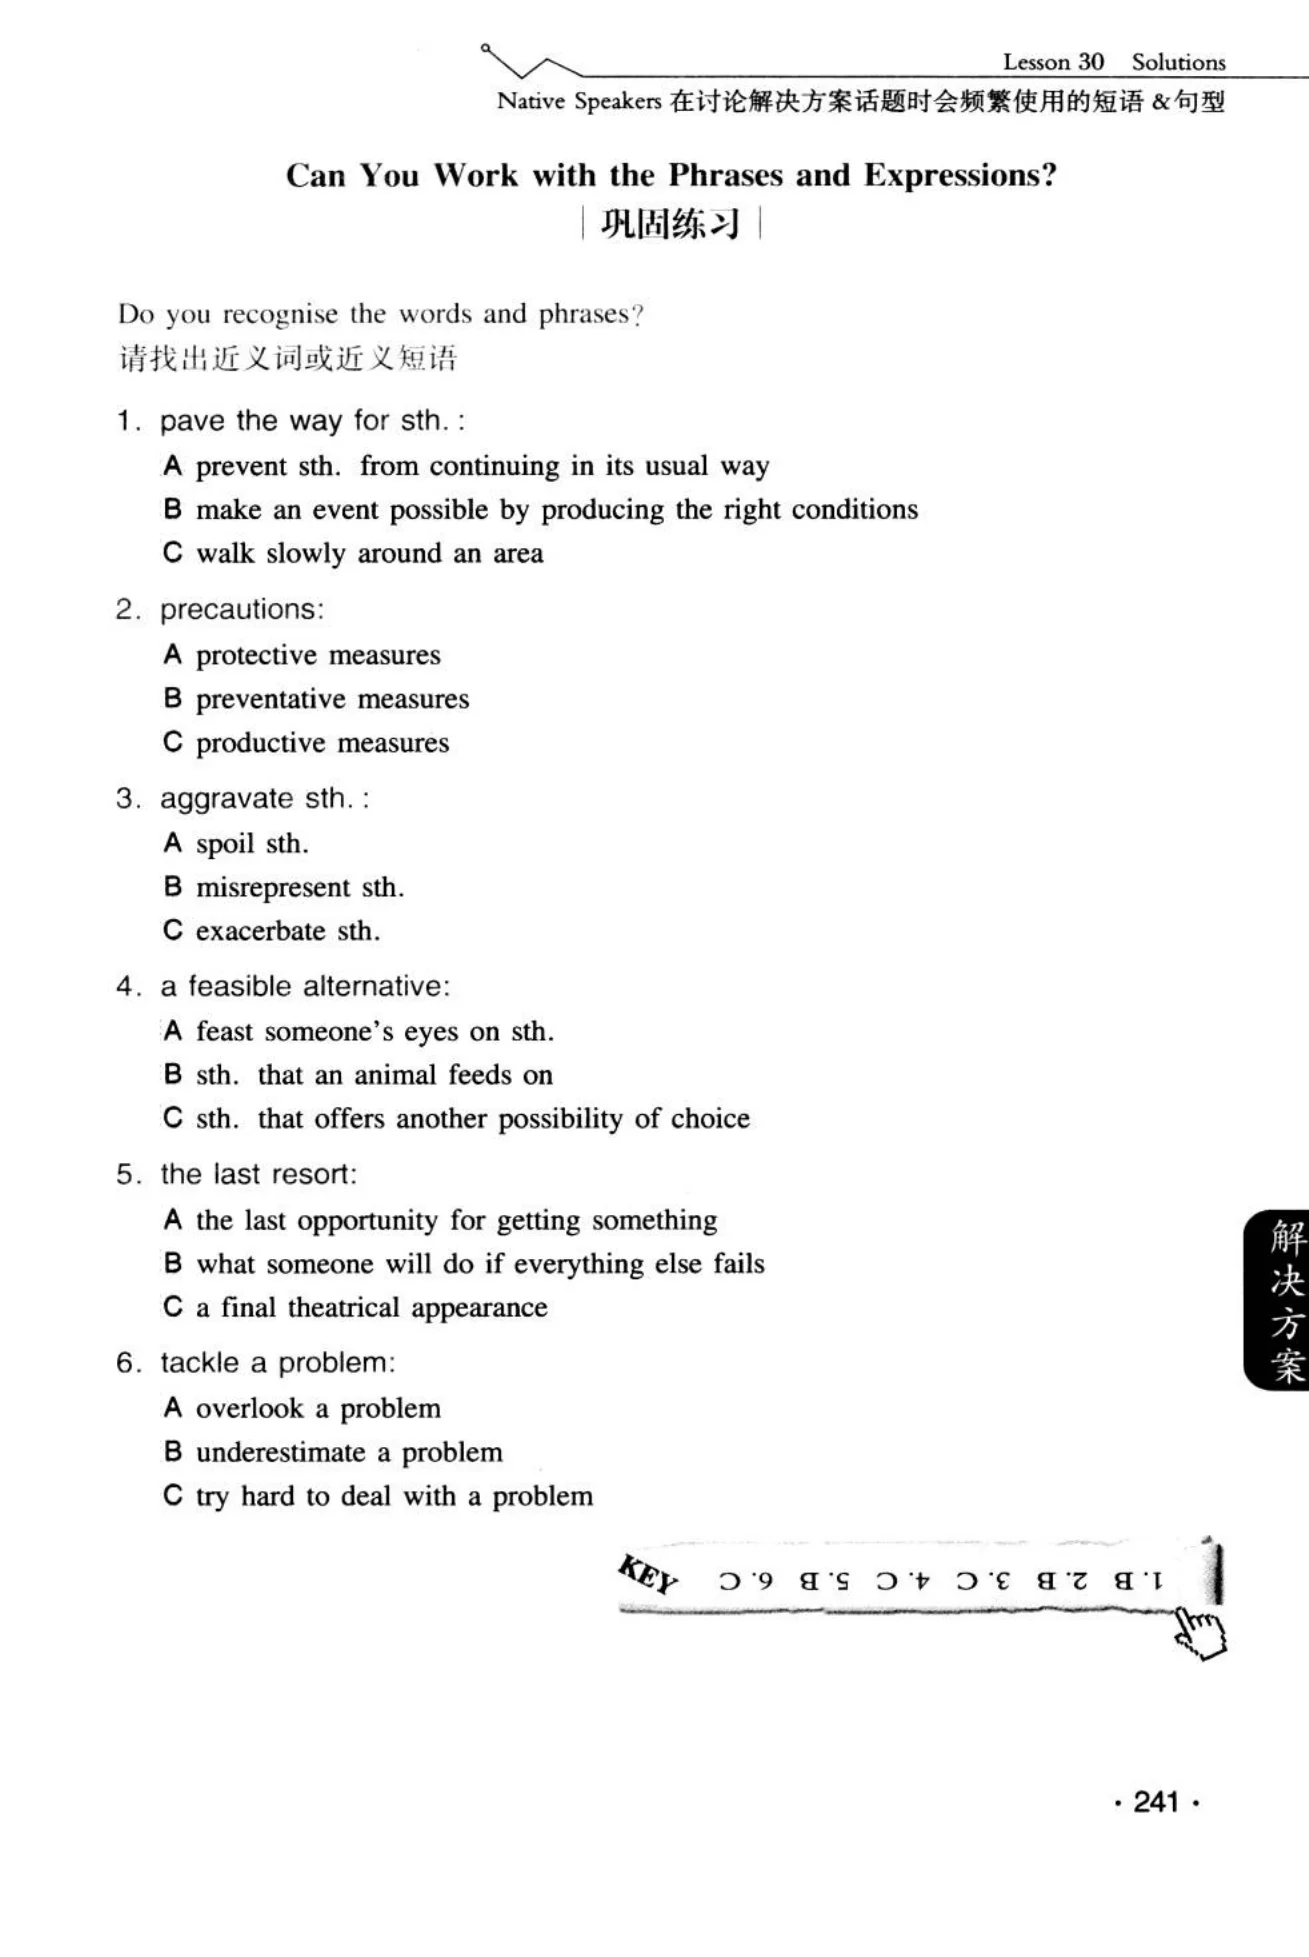 Lesson 30 Solutions
Native Speakers 在讨论解决方案话题时会频繁使用的短语 & 句型
Can You Work with the Phrases and Expressions?
巩固练习
Do you recognise the words and phrases?
请找出近义词或近义短语
1. pave the way for sth. :
A prevent sth. from continuing in its usual way
B make an event possible by producing the right conditions
C walk slowly around an area
2. precautions:
A protective measures
B preventative measures
C productive measures
3. aggravate sth. :
A spoil sth.
B misrepresent sth.
C exacerbate sth.
4. a feasible alternative:
A feast someone's eyes on sth.
B sth. that an animal feeds on
C sth. that offers another possibility of choice
5. the last resort:
A the last opportunity for getting something
B what someone will do if everything else fails
C a final theatrical appearance
6. tackle a problem:
A overlook a problem
B underestimate a problem
C try hard to deal with a problem
解决方案
KEY
1. B 2. B 3. C 4. C 5. B 6. C
· 241 ·